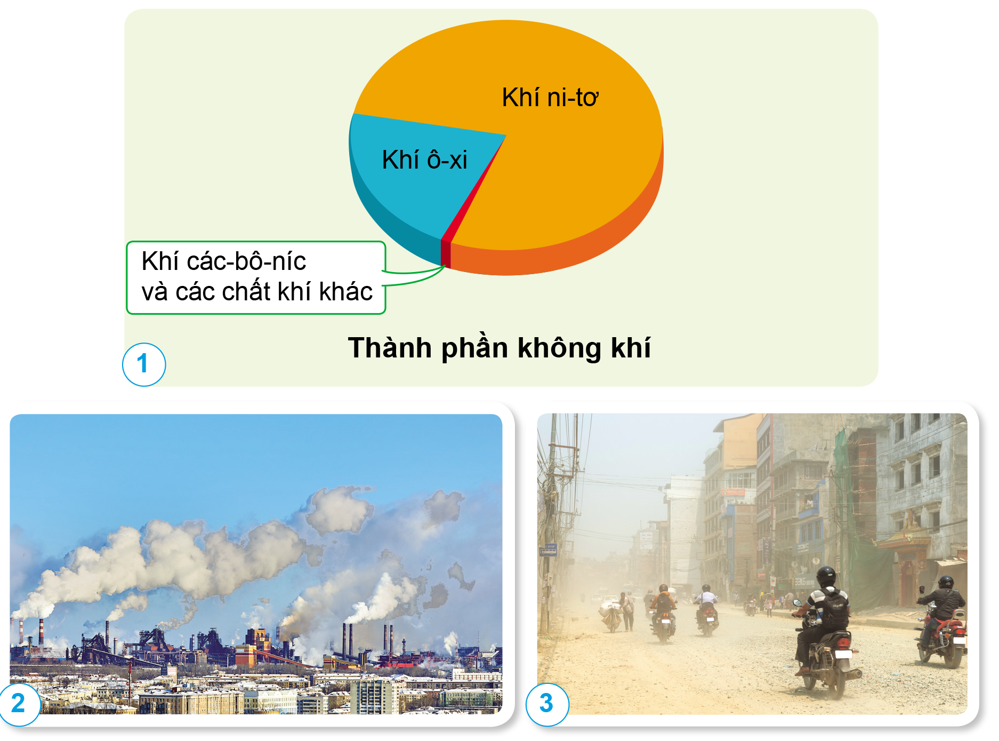 Khí ni-tơ
Khí ô-xi
Khí các-bô-níc
và các chất khí khác
Thành phần không khí
1
2
3
STOP